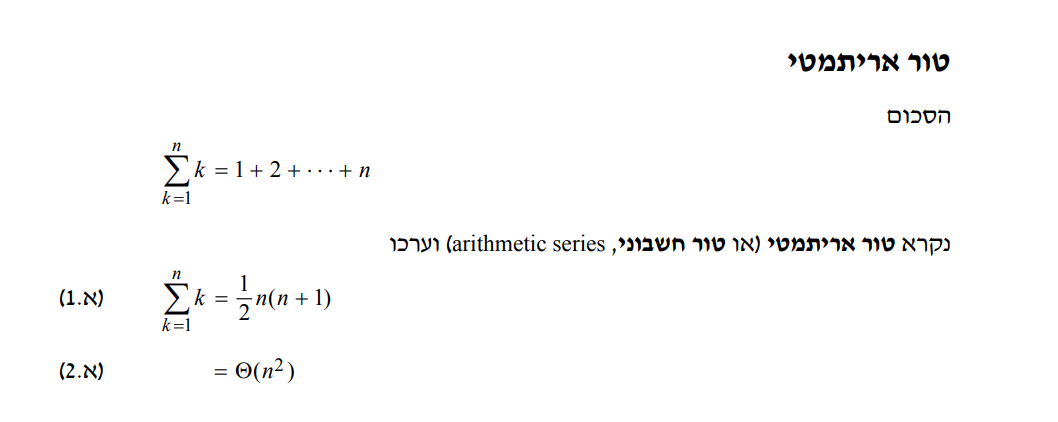 טור אריתמטי
הסכום
\sum_{k=1}^{n} k = 1 + 2 + \cdots + n
נקרא טור אריתמטי (או טור חשבוני, arithmetic series) וערכו
\sum_{k=1}^{n} k = \frac{1}{2} n(n + 1) (א.1)
= Θ(n^2) (א.2)